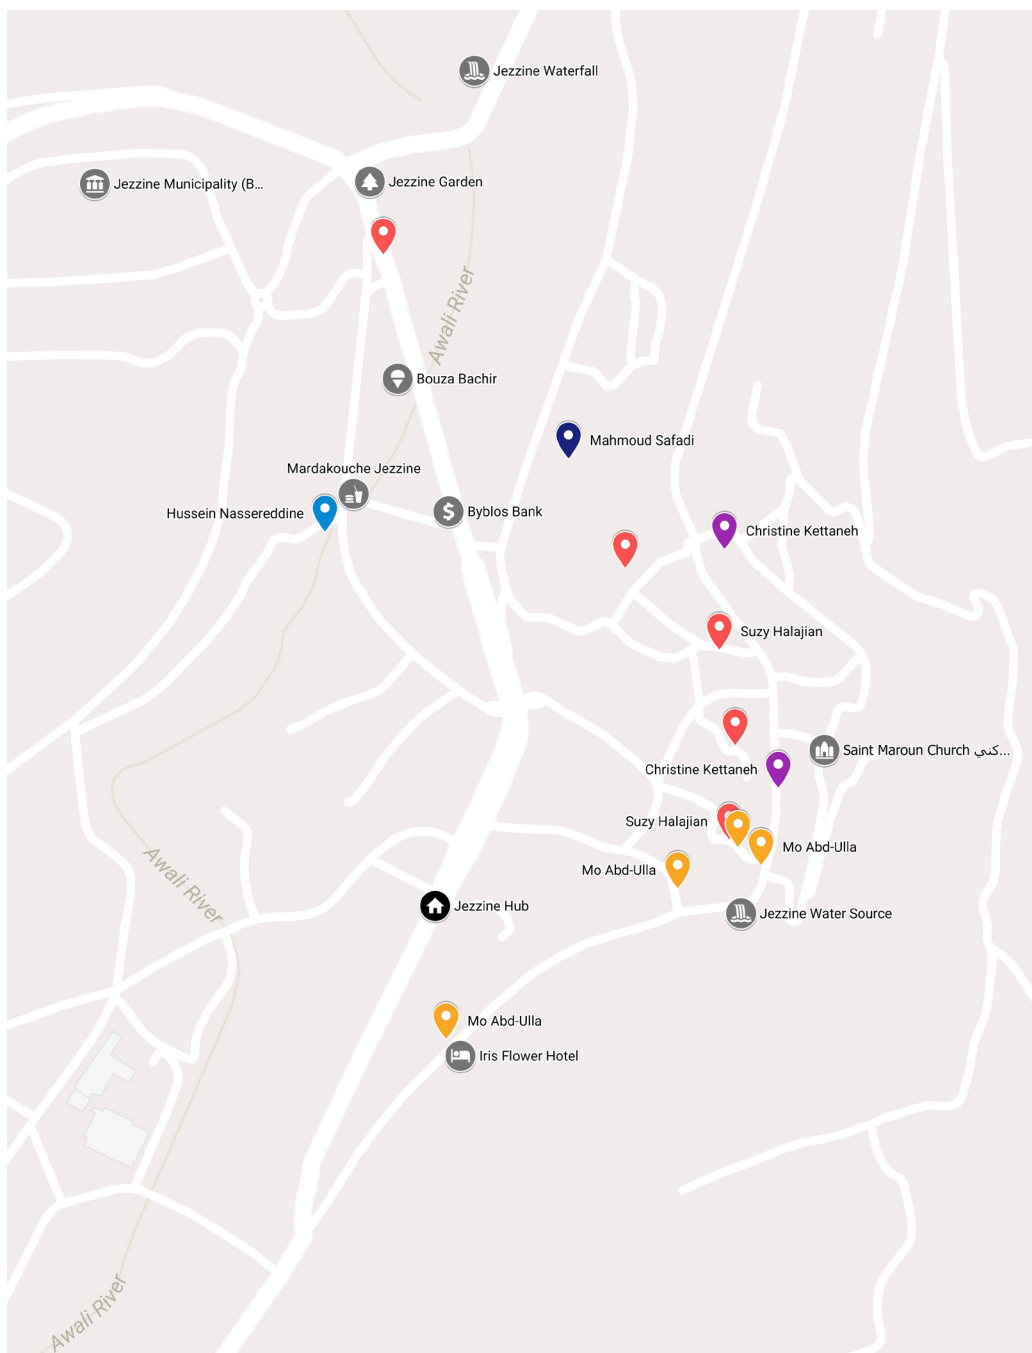 Jezzine Waterfall
Jezzine Municipality (B...
Jezzine Garden
Awali River
Bouza Bachir
Mahmoud Safadi
Mardakouche Jezzine
Hussein Nassereddine
$ Byblos Bank
Christine Kettaneh
Suzy Halajian
Saint Maroun Church كني...
Christine Kettaneh
Suzy Halajian
Mo Abd-Ulla
Mo Abd-Ulla
Awali River
Jezzine Hub
Jezzine Water Source
Mo Abd-Ulla
Iris Flower Hotel
Awali River